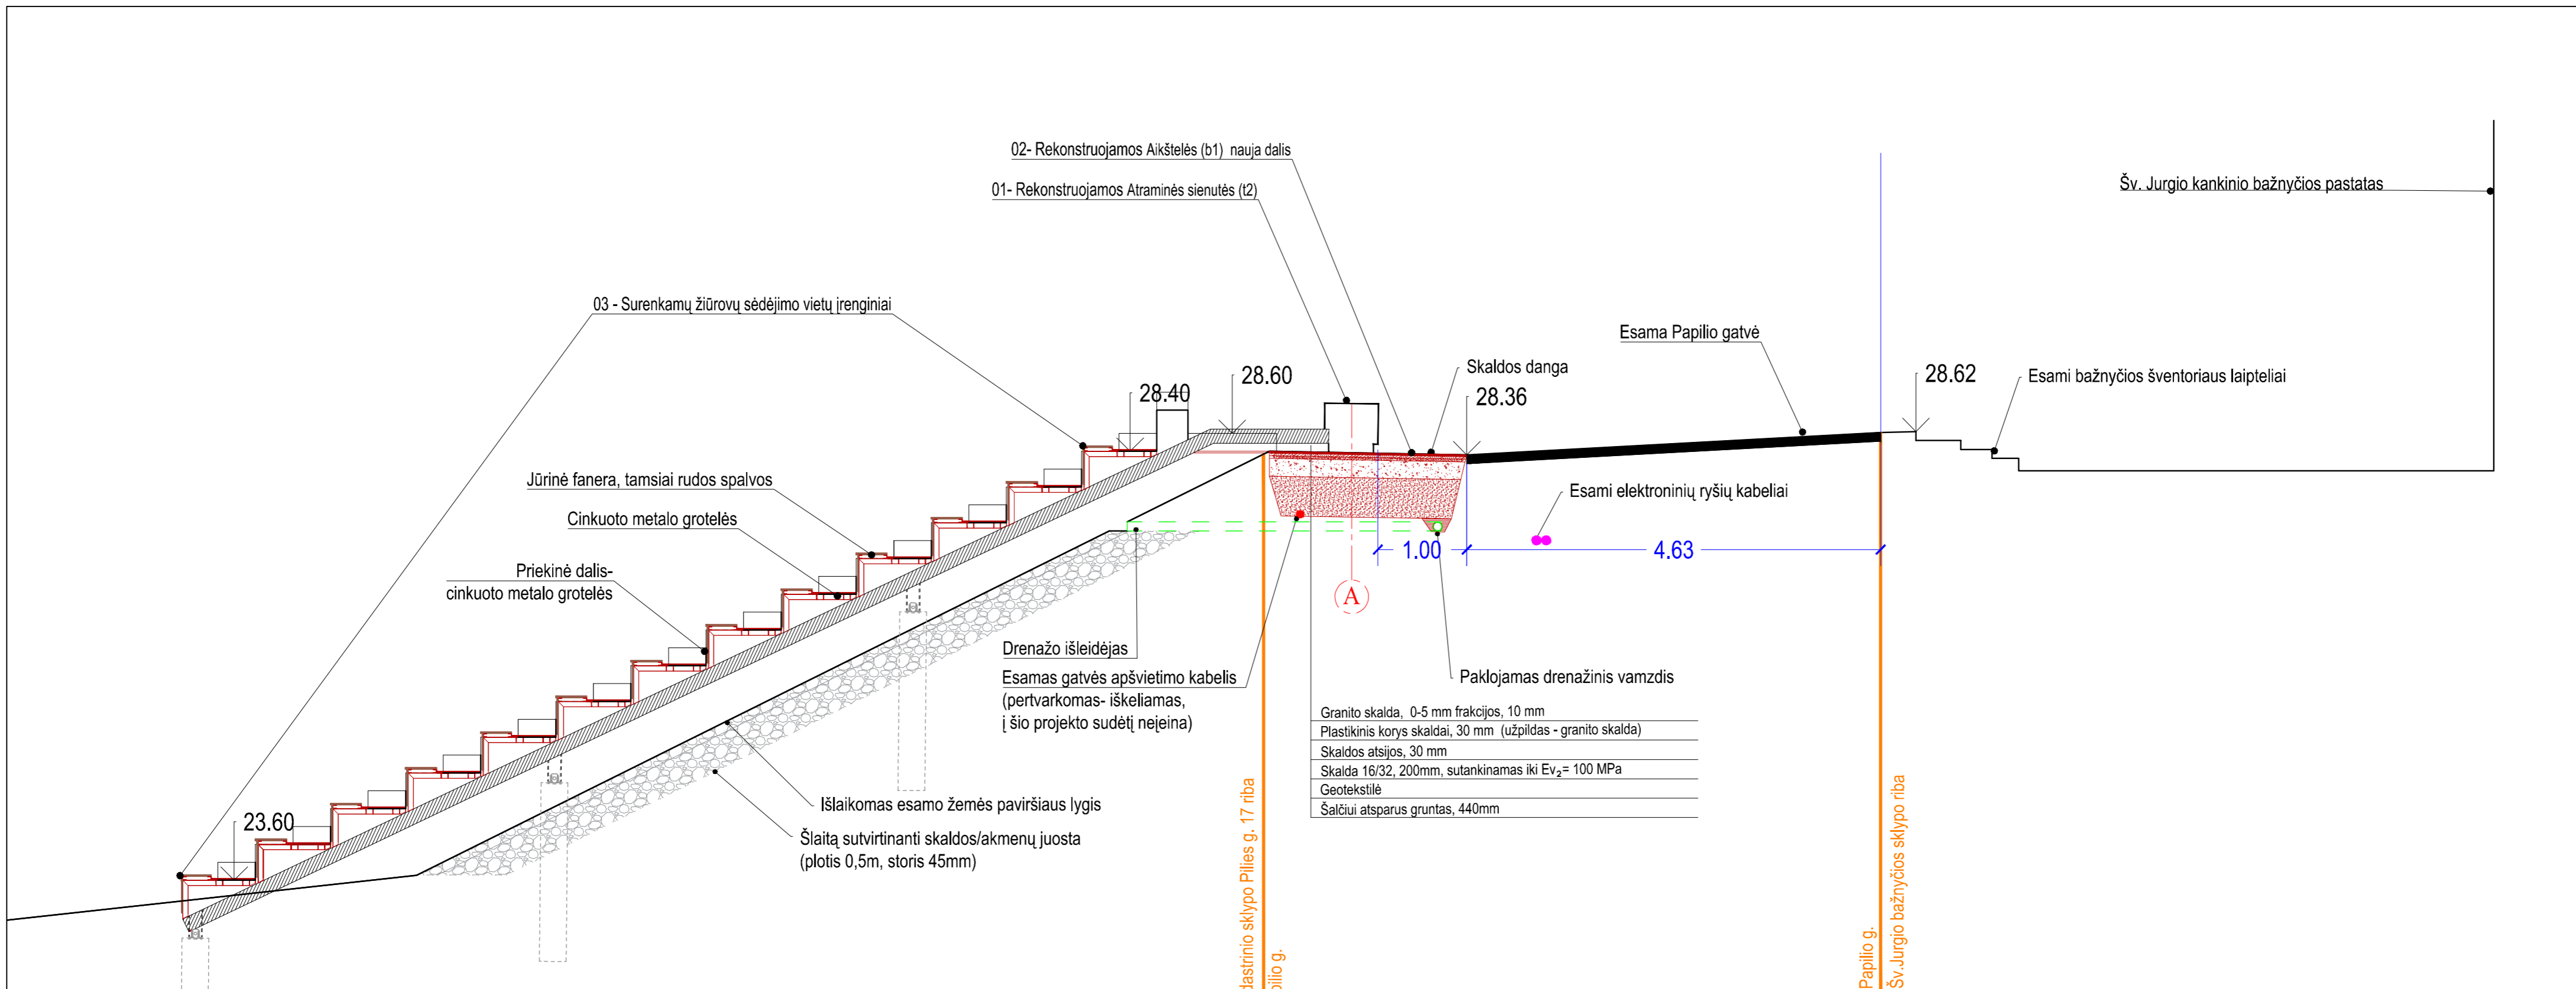 02- Rekonstruojamos Aikštelės (b1) nauja dalis
01- Rekonstruojamos Atraminės sienutės (t2)
Šv. Jurgio kankinio bažnyčios pastatas
03 - Surenkamų žiūrovų sėdėjimo vietų įrenginiai
Esama Papilio gatvė
Skaldos danga
28.40
28.60
28.36
28.62
Esami bažnyčios šventoriaus laipteliai
Jūrinė fanera, tamsiai rudos spalvos
Cinkuoto metalo grotelės
Priekinė dalis-
cinkuoto metalo grotelės
Esami elektroninių ryšių kabeliai
1.00
4.63
A
Drenažo išleidėjas
Esamas gatvės apšvietimo kabelis
(pertvarkomas- iškeliamas,
į šio projekto sudėtį neįeina)
Paklojamas drenažinis vamzdis
Granito skalda, 0-5 mm frakcijos, 10 mm
Plastikinis korys skaldai, 30 mm (užpildas - granito skalda)
Skaldos atsijos, 30 mm
Skalda 16/32, 200mm, sutankinamas iki Ev₂= 100 MPa
Geotekstilė
Šalčiui atsparus gruntas, 440mm
Išlaikomas esamo žemės paviršiaus lygis
Šlaitą sutvirtinanti skaldos/akmenų juosta
(plotis 0,5m, storis 45mm)
23.60
dastrinio sklypo Pilies g. 17 riba
pilio g.
Papilio g.
Šv.Jurgio bažnyčios sklypo riba